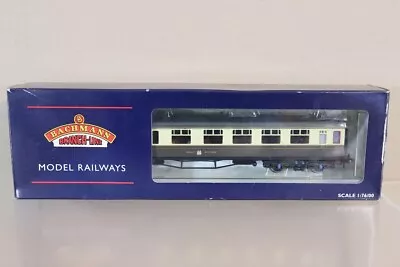 BACHMANN
BRANCH-LINE
MODEL RAILWAYS
SCALE 1:76/00